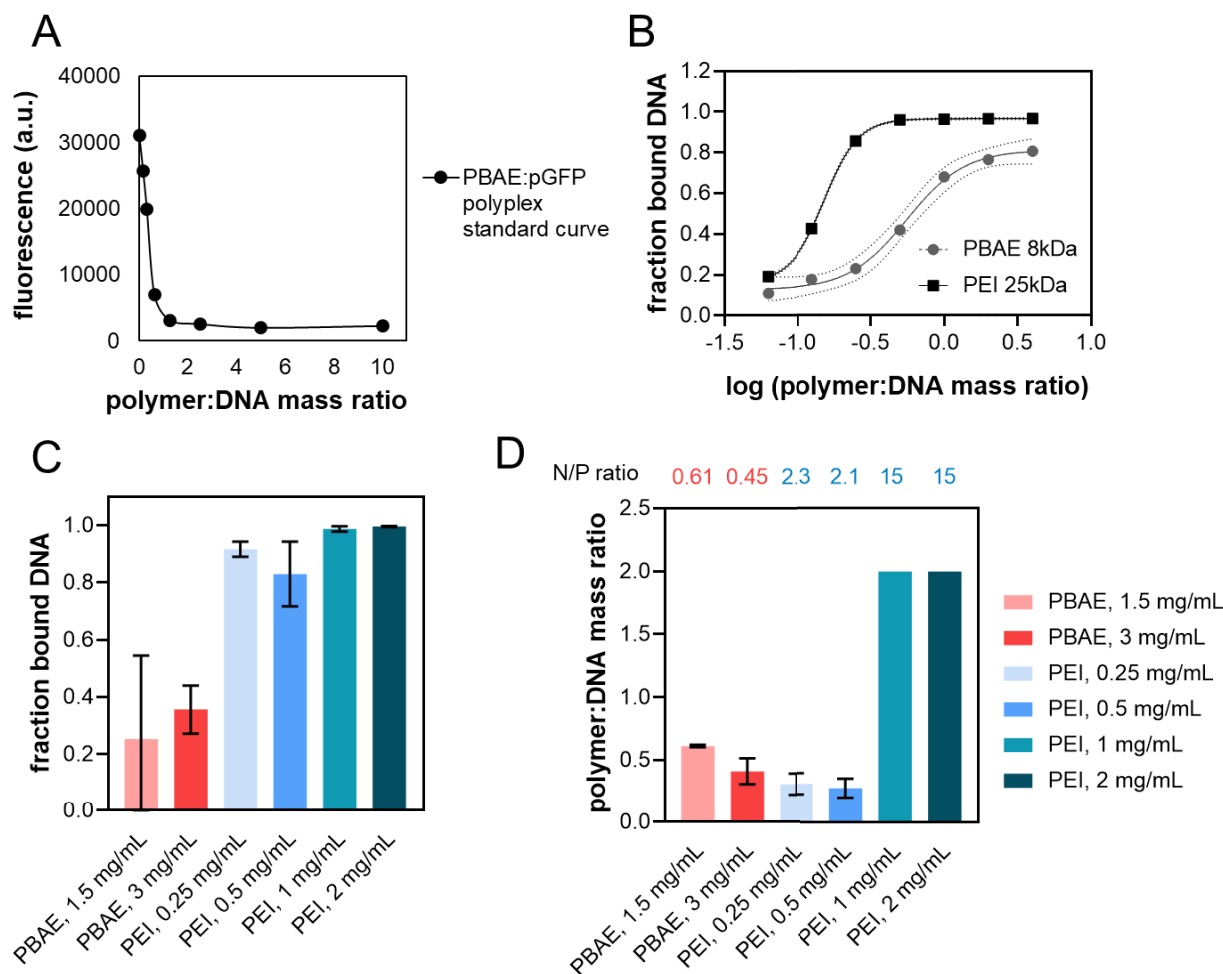 A
40000
30000
20000
10000
0
fluorescence (a.u.)
0 2 4 6 8 10
polymer:DNA mass ratio
PBAE:pGFP
polyplex
standard curve
B
1.2
1.0
0.8
0.6
0.4
0.2
0.0
fraction bound DNA
-1.5 -1.0 -0.5 0.0 0.5 1.0
log (polymer:DNA mass ratio)
PBAE 8kDa
PEI 25kDa
C
1.0
0.8
0.6
0.4
0.2
0.0
fraction bound DNA
PBAE, 1.5 mg/mL
PBAE, 3 mg/mL
PEI, 0.25 mg/mL
PEI, 0.5 mg/mL
PEI, 1 mg/mL
PEI, 2 mg/mL
D
N/P ratio 0.61 0.45 2.3 2.1 15 15
2.5
2.0
1.5
1.0
0.5
0.0
polymer:DNA mass ratio
PBAE, 1.5 mg/mL
PBAE, 3 mg/mL
PEI, 0.25 mg/mL
PEI, 0.5 mg/mL
PEI, 1 mg/mL
PEI, 2 mg/mL
PBAE, 1.5 mg/mL
PBAE, 3 mg/mL
PEI, 0.25 mg/mL
PEI, 0.5 mg/mL
PEI, 1 mg/mL
PEI, 2 mg/mL